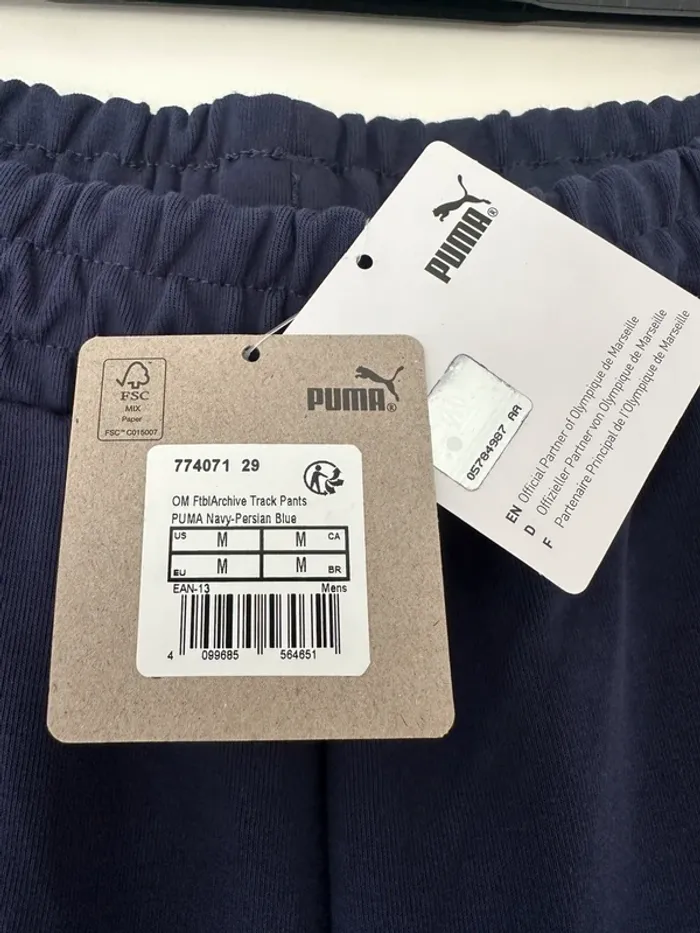 FSC
MIX
Paper
FSC™ C015007
PUMA®
774071 29
OM FtblArchive Track Pants
PUMA Navy-Persian Blue
US M M CA
EU M M BR
EAN-13 Mens
4 099685 564651
PUMA®
05784987 AA
EN Official Partner of Olympique de Marseille
D Offizieller Partner von Olympique de Marseille
F Partenaire Principal de l'Olympique de Marseille